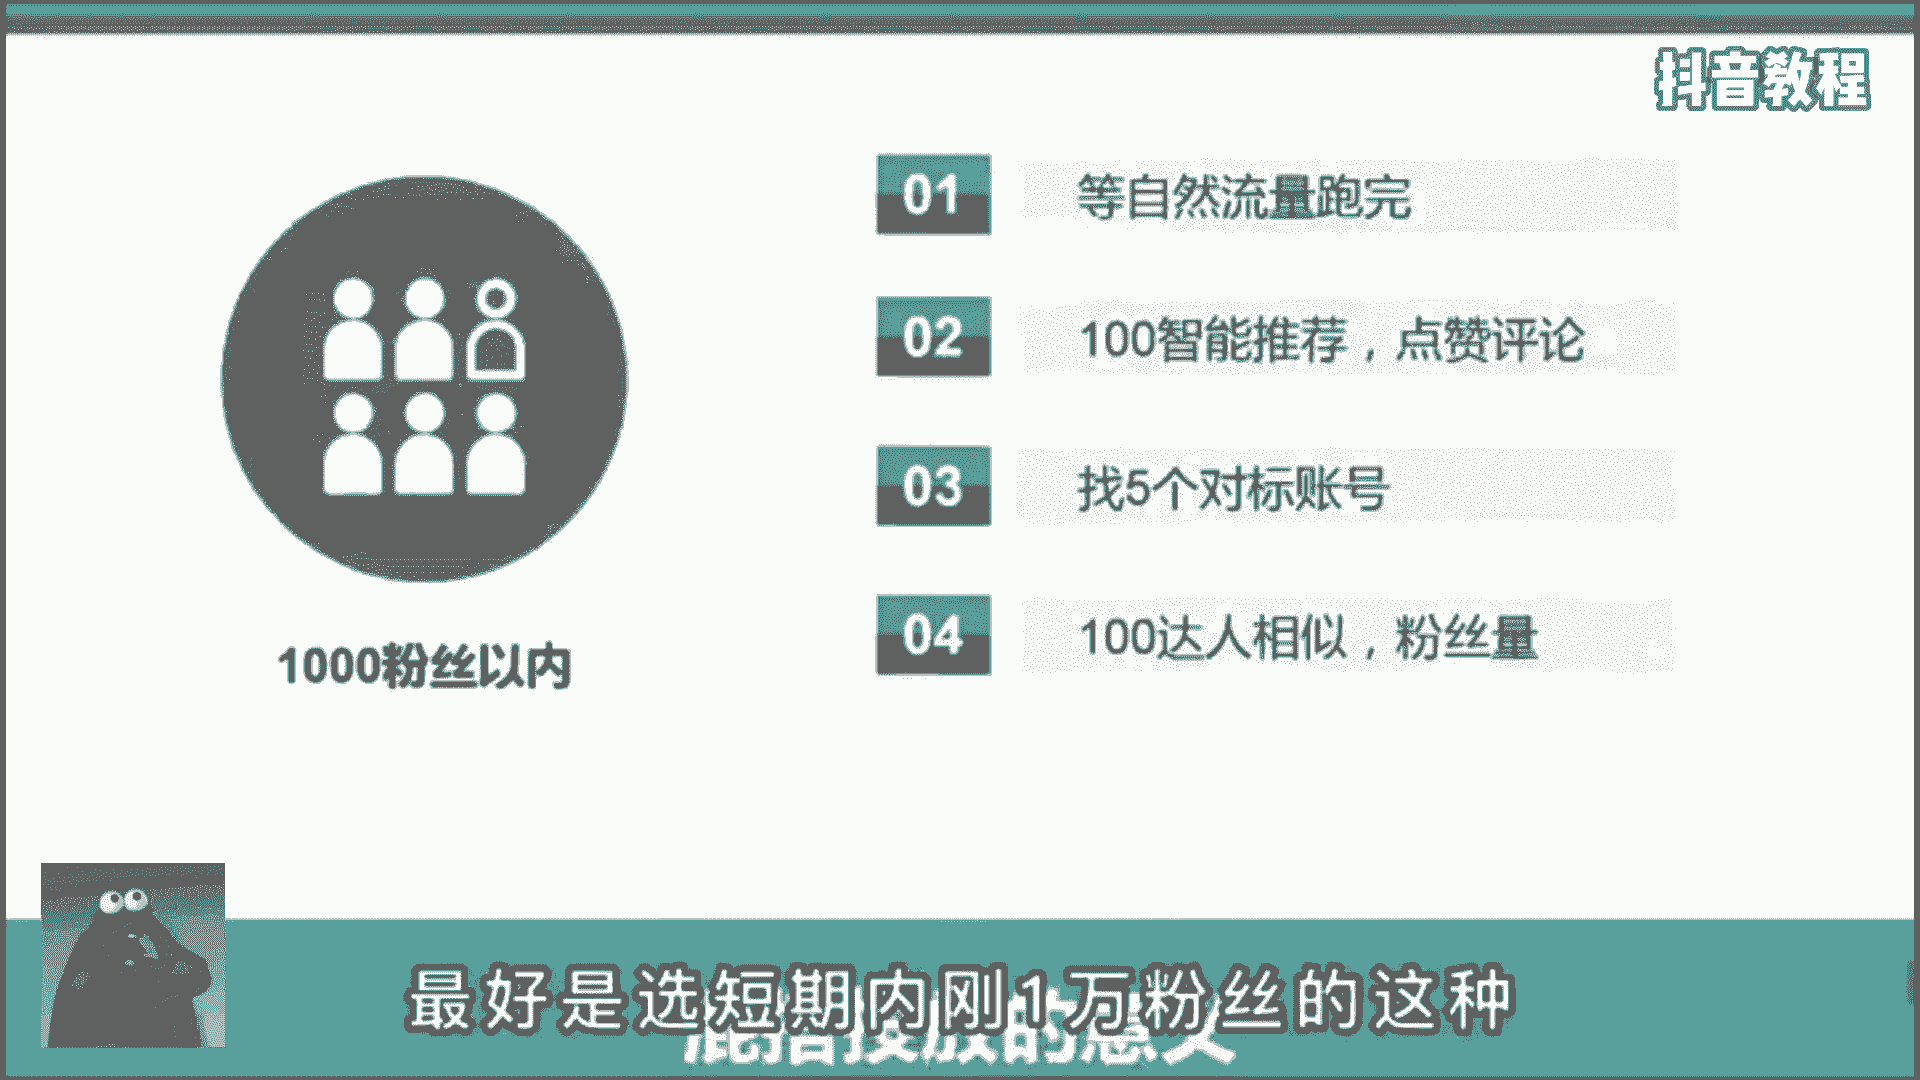 抖音教程
01 等自然流量跑完
02 100智能推荐，点赞评论
03 找5个对标账号
04 100达人相似，粉丝量
1000粉丝以内
最好是选短期内刚1万粉丝的这种
的意义